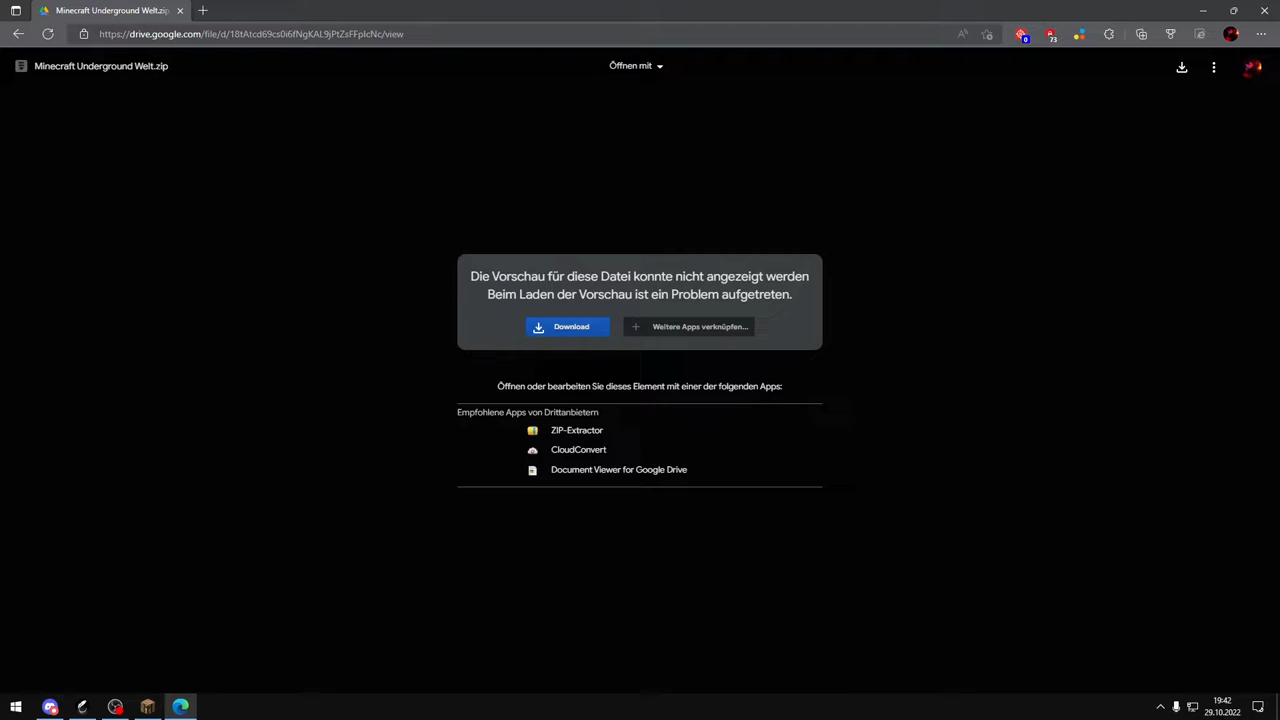 Minecraft Underground Welt.zip
https://drive.google.com/file/d/18tAtcd69cs0i6fNgKAL9jPtZsFFpIcNc/view
0
73
Minecraft Underground Welt.zip
Öffnen mit
Die Vorschau für diese Datei konnte nicht angezeigt werden
Beim Laden der Vorschau ist ein Problem aufgetreten.
Download
Weitere Apps verknüpfen...
Öffnen oder bearbeiten Sie dieses Element mit einer der folgenden Apps:
Empfohlene Apps von Drittanbietern
ZIP-Extractor
CloudConvert
Document Viewer for Google Drive
19:42
29.10.2022